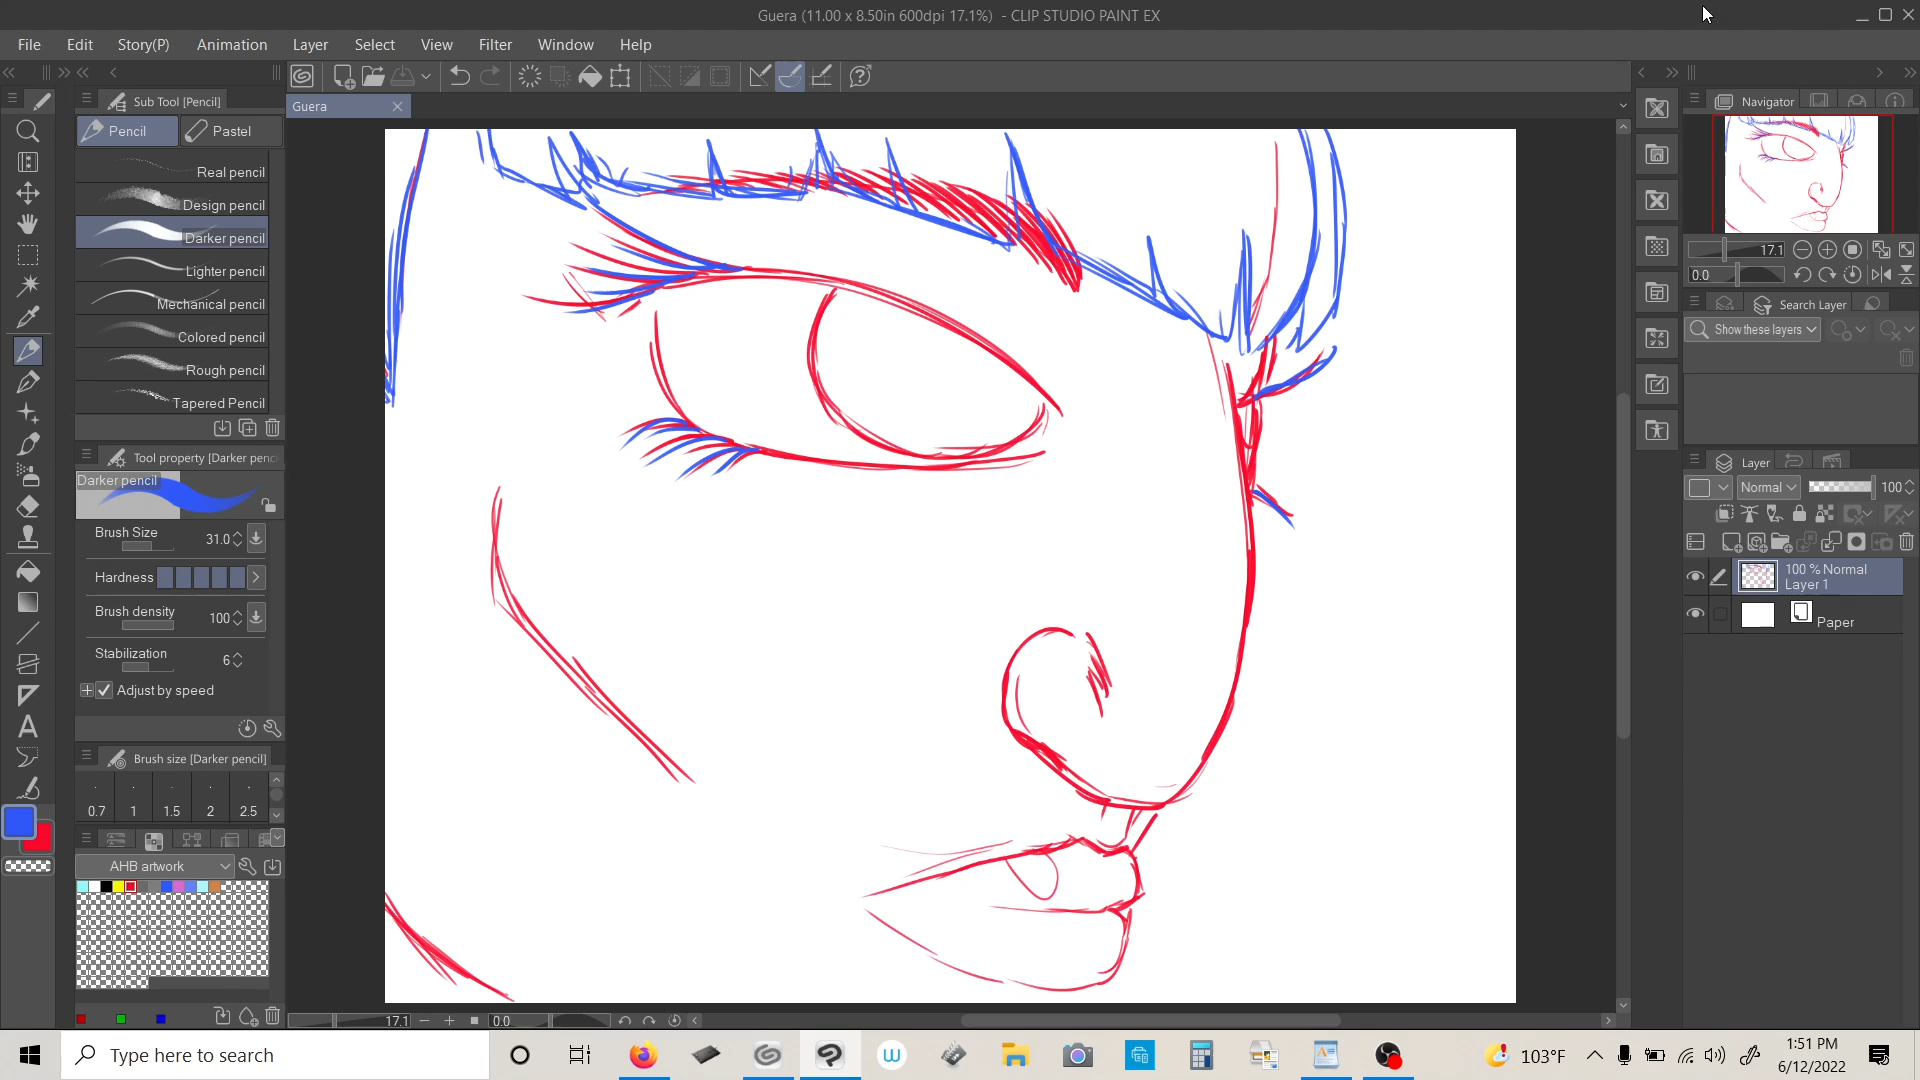 Guera (11.00 x 8.50in 600dpi 17.1%) - CLIP STUDIO PAINT EX
File Edit Story(P) Animation Layer Select View Filter Window Help
Sub Tool [Pencil]
Guera
Navigator
Pencil
Pastel
Real pencil
Design pencil
Darker pencil
Lighter pencil
Mechanical pencil
Colored pencil
Rough pencil
Tapered Pencil
17.1
0.0
Search Layer
Show these layers
Tool property [Darker penc
Darker pencil
Brush Size 31.0
Hardness
Brush density 100
Stabilization 6
Adjust by speed
Layer
Normal 100
100 % Normal
Layer 1
Paper
Brush size [Darker pencil]
0.7 1 1.5 2 2.5
AHB artwork
17.1
0.0
Type here to search
103°F
1:51 PM
6/12/2022